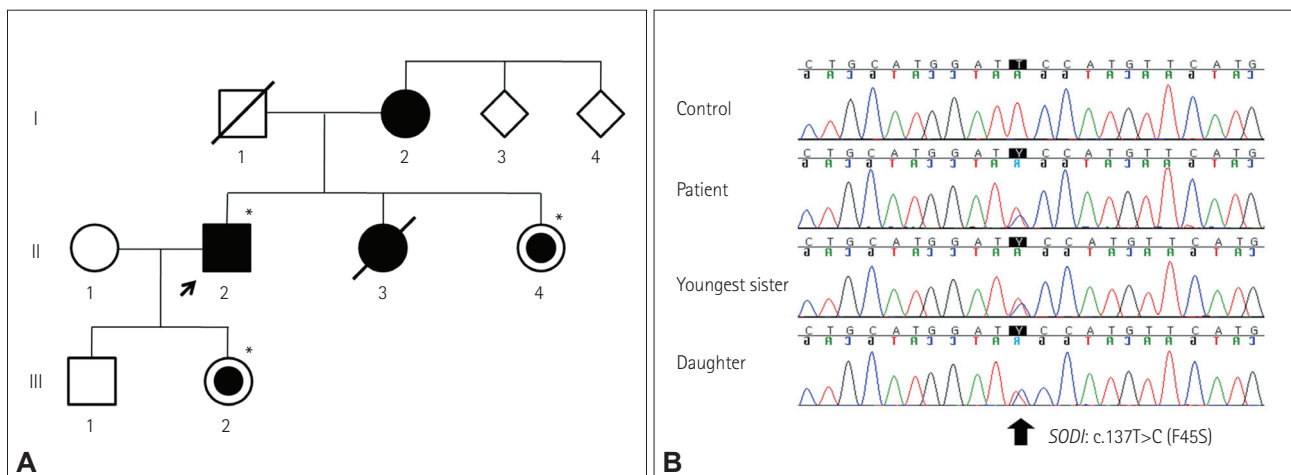 I
1
2
3
4
*
*
II
1
2
3
4
*
III
1
2
A
C T G C A T G G A T T C C A T G T T C A T G
G A C G T A C C T A A G G T A C A A G T A C
Control
C T G C A T G G A T Y C C A T G T T C A T G
G A C G T A C C T A R G G T A C A A G T A C
Patient
C T G C A T G G A T Y C C A T G T T C A T G
G A C G T A C C T A A G G T A C A A G T A C
Youngest sister
C T G C A T G G A T Y C C A T G T T C A T G
G A C G T A C C T A R G G T A C A A G T A C
Daughter
SODI: c.137T>C (F45S)
B